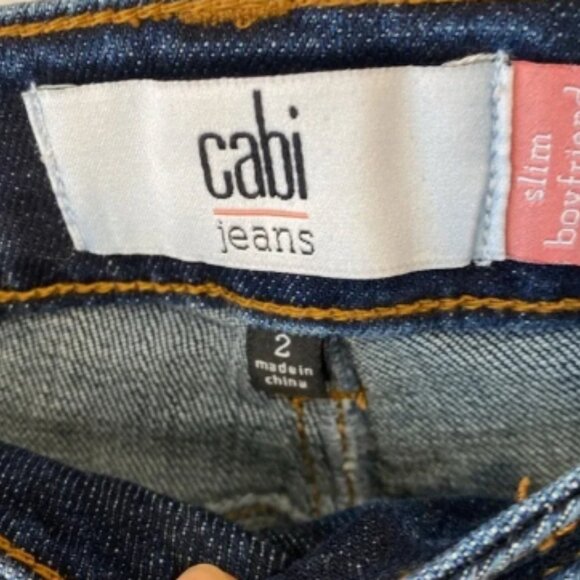 cabi
jeans
slim
boyfriend
2
made in
china